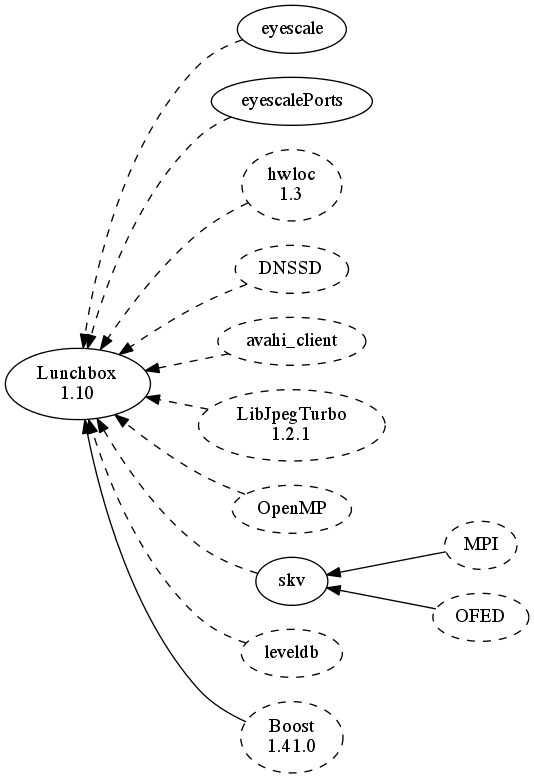 eyescale
eyescalePorts
hwloc
1.3
DNSSD
avahi_client
Lunchbox
1.10
LibJpegTurbo
1.2.1
OpenMP
MPI
skv
OFED
leveldb
Boost
1.41.0